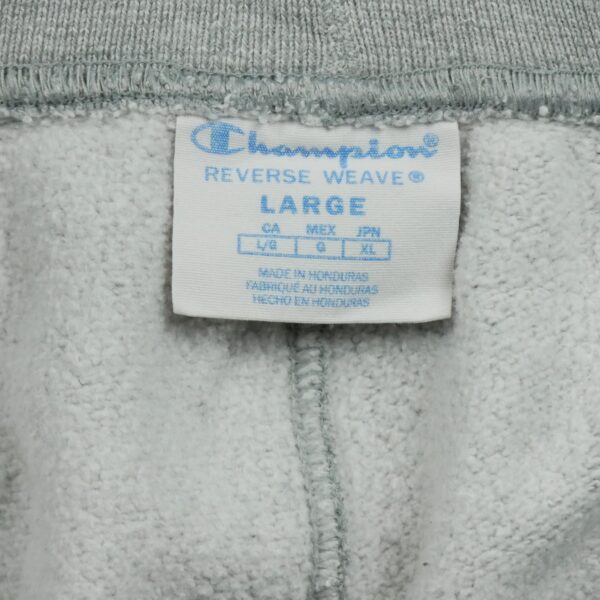 Champion®
REVERSE WEAVE®
LARGE
CA MEX JPN
L/G G XL
MADE IN HONDURAS
FABRIQUÉ AU HONDURAS
HECHO EN HONDURAS